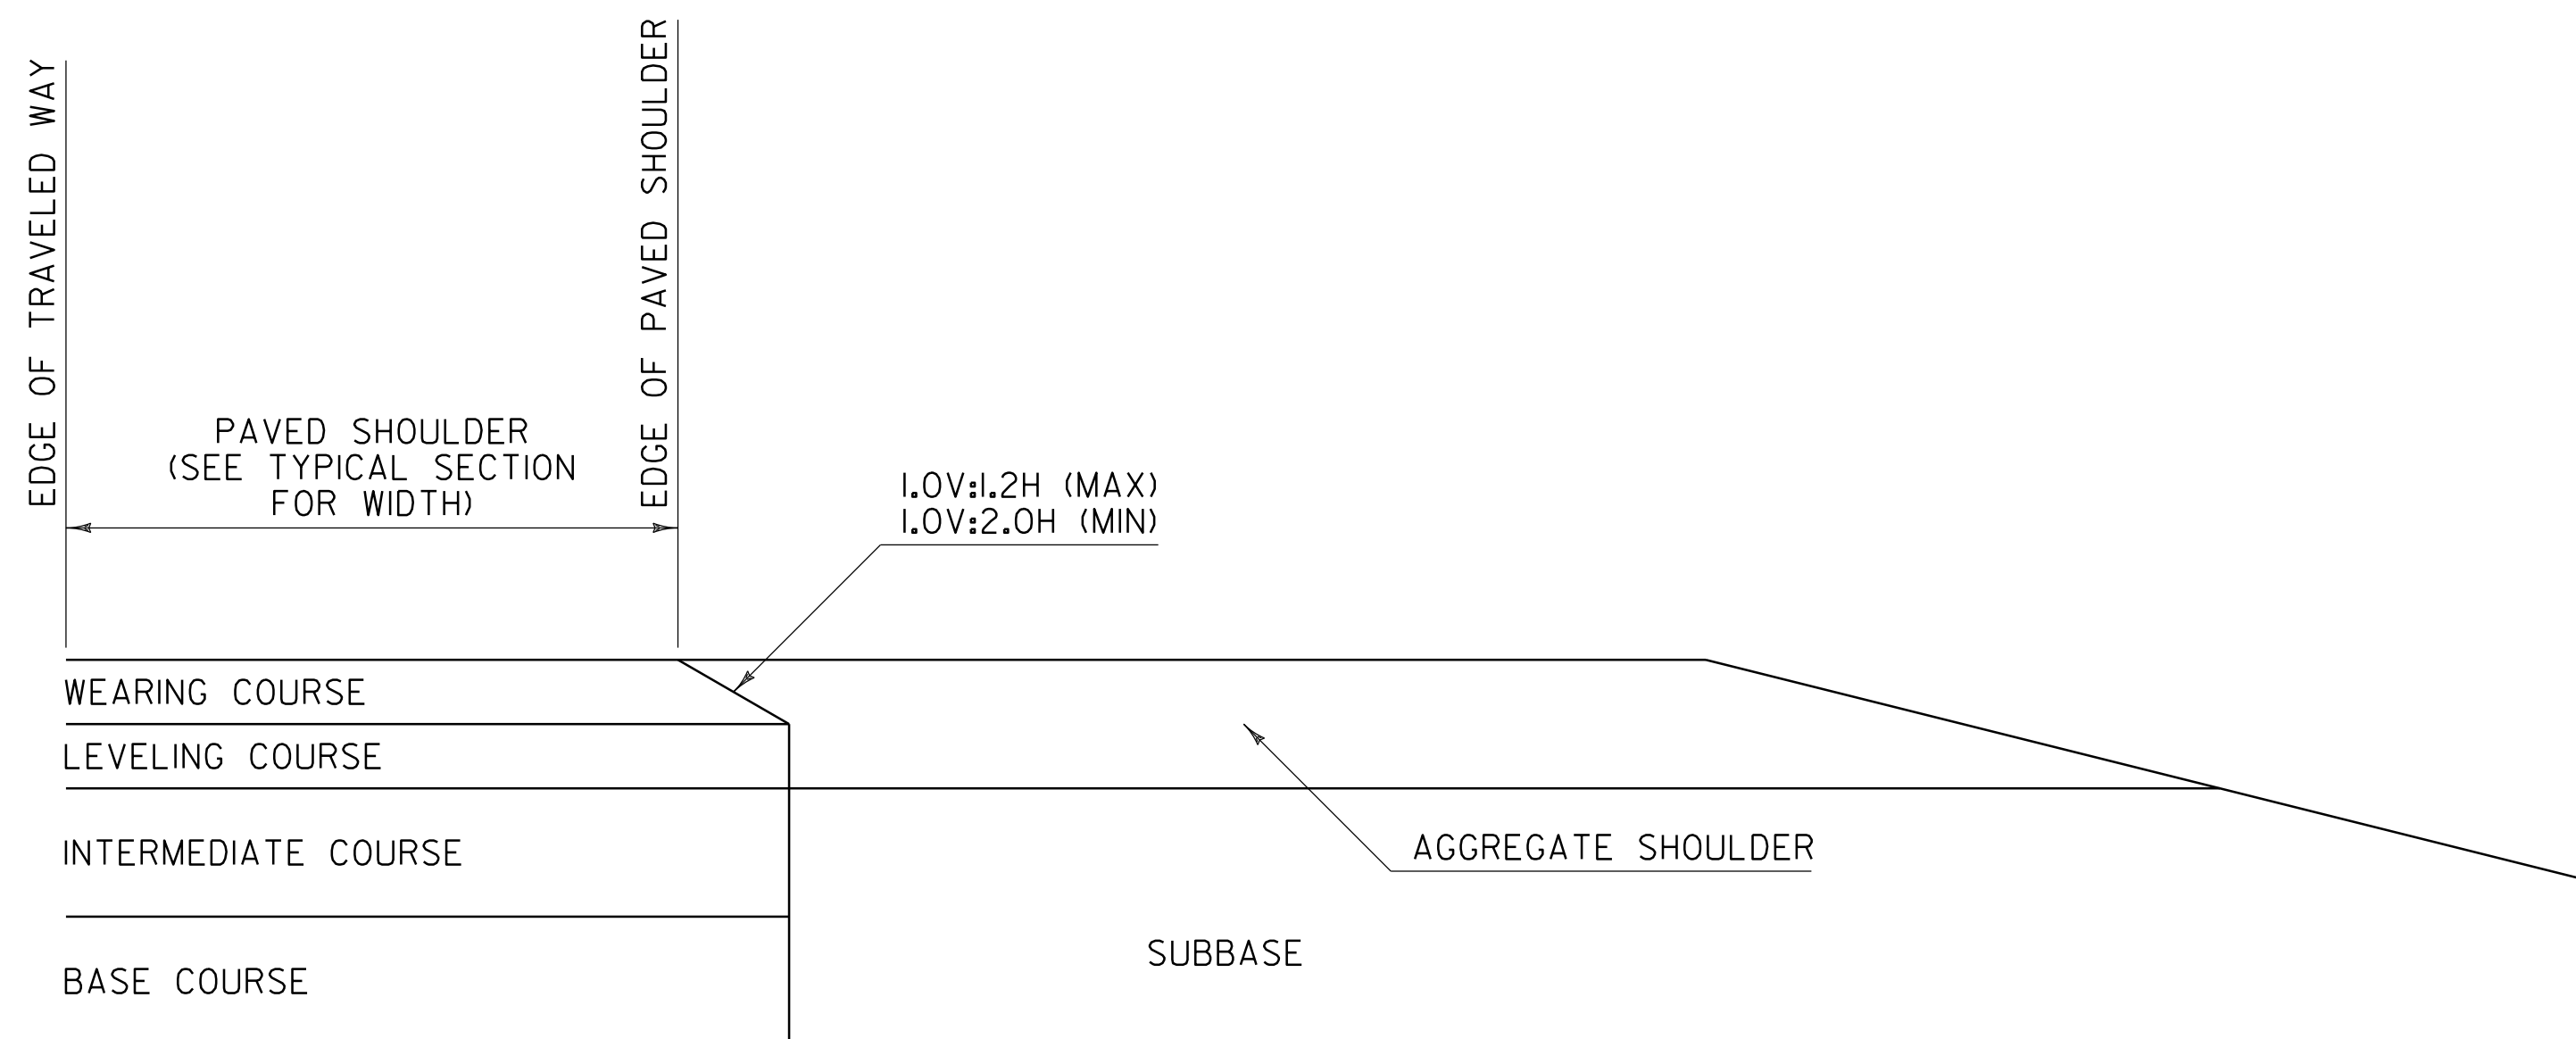 EDGE OF TRAVELED WAY
EDGE OF PAVED SHOULDER
PAVED SHOULDER
(SEE TYPICAL SECTION
FOR WIDTH)
1.0V:1.2H (MAX)
1.0V:2.0H (MIN)
WEARING COURSE
LEVELING COURSE
INTERMEDIATE COURSE
AGGREGATE SHOULDER
SUBBASE
BASE COURSE